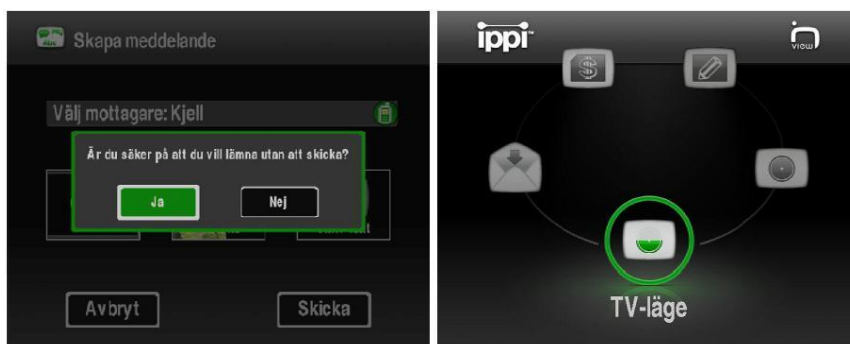 Skapa meddelande
Välj mottagare: Kjell
Är du säker på att du vill lämna utan att skicka?
Ja
Nej
Avbryt
Skicka
ippi
in
view
$
TV-läge